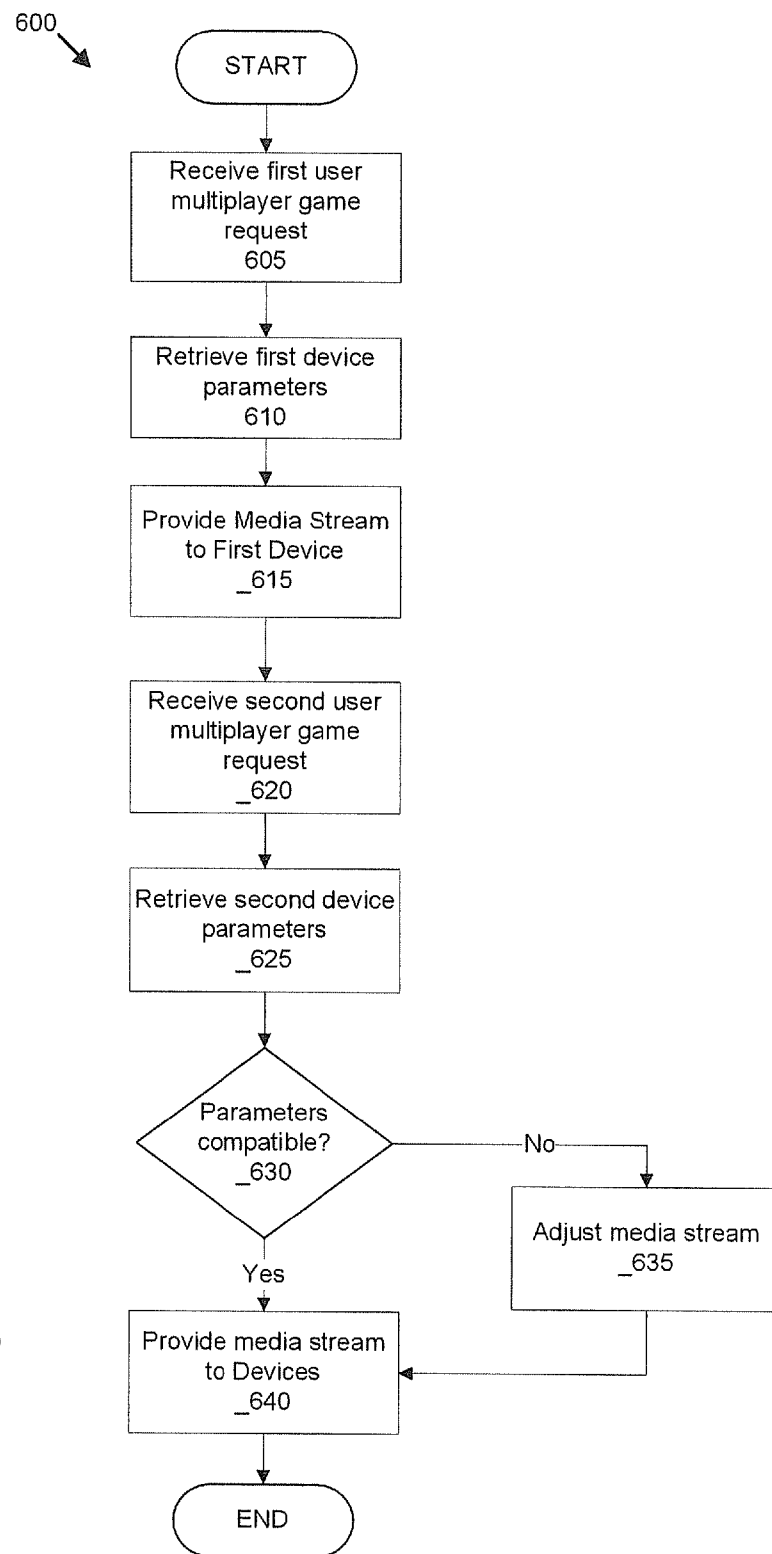 600
START
Receive first user
multiplayer game
request
605
Retrieve first device
parameters
610
Provide Media Stream
to First Device
_615
Receive second user
multiplayer game
request
_620
Retrieve second device
parameters
_625
Parameters
compatible?
_630
No
Adjust media stream
_635
Yes
Provide media stream
to Devices
_640
END